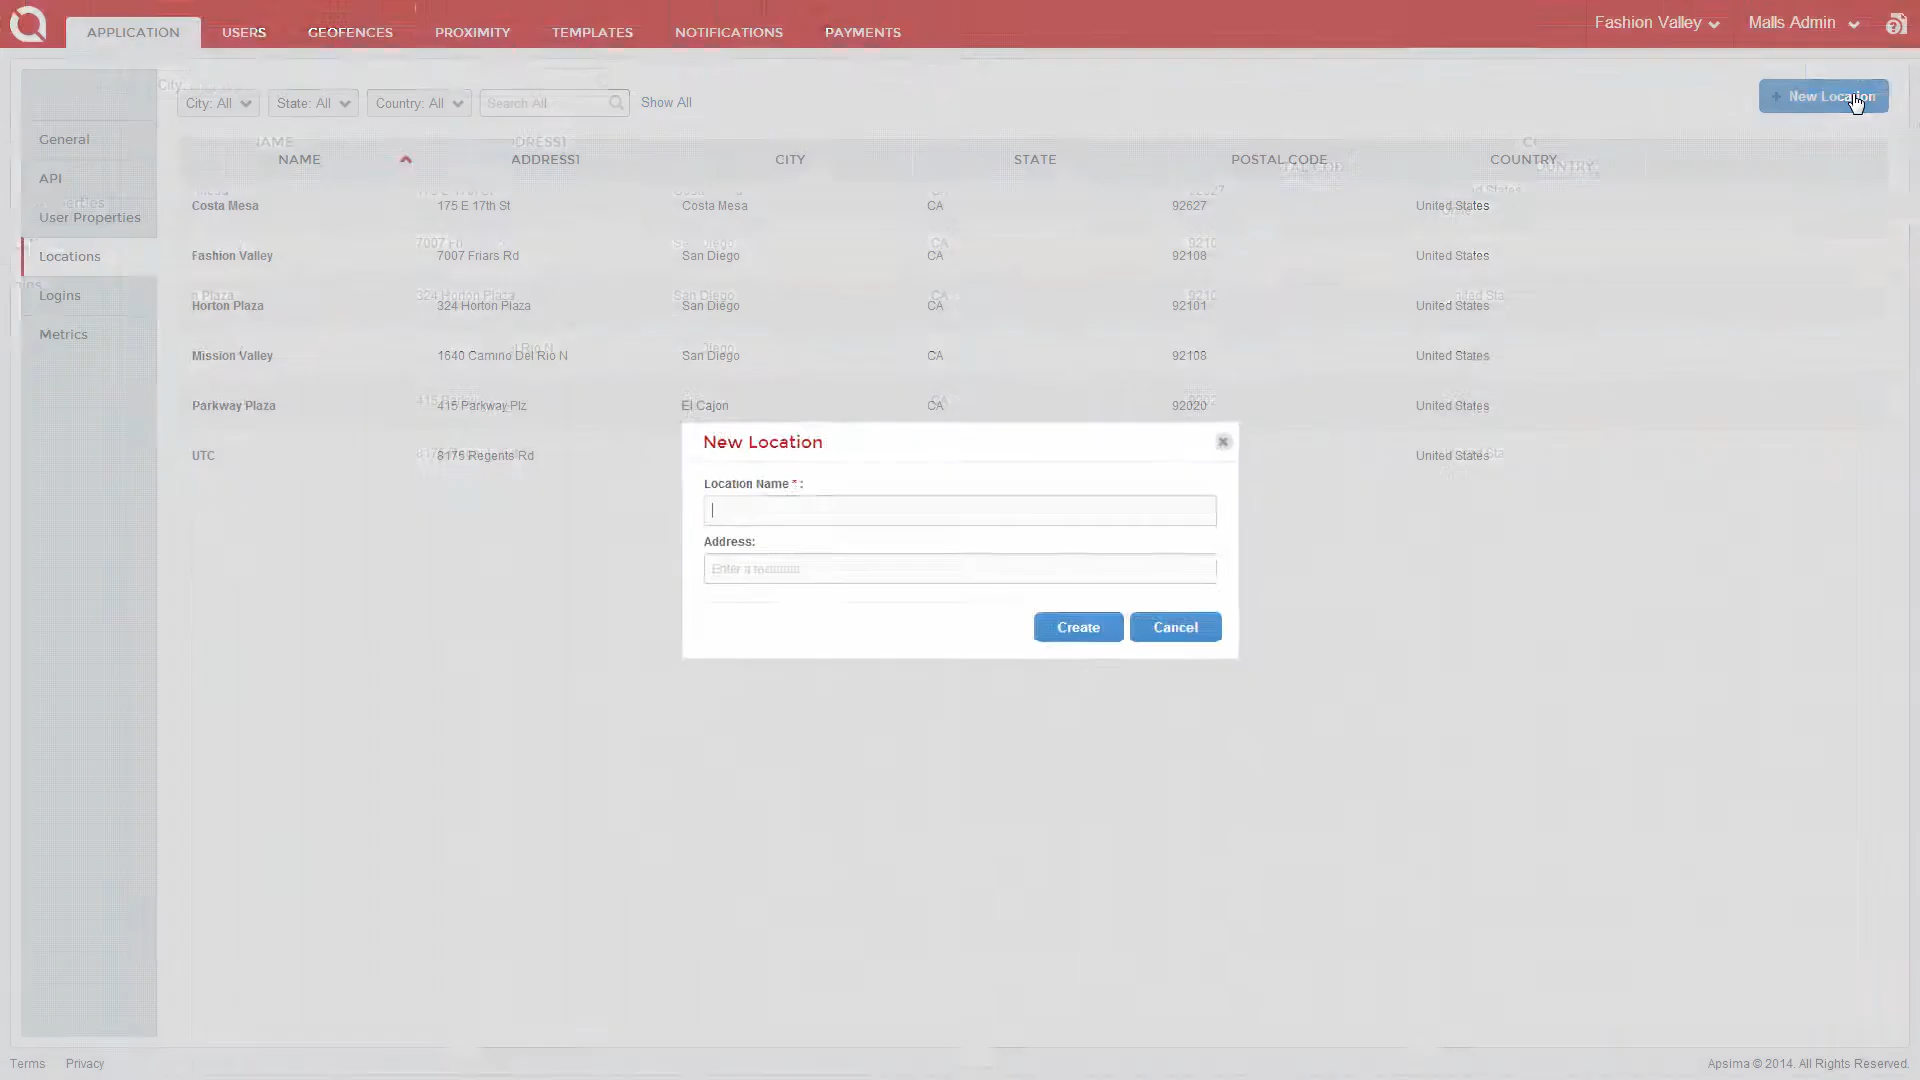 APPLICATION USERS GEOFENCES PROXIMITY TEMPLATES NOTIFICATIONS PAYMENTS Fashion Valley Malls Admin
City: All State: All Country: All Search All Show All + New Location
General
API
User Properties
Locations
Logins
Metrics
NAME ADDRESS1 CITY STATE POSTAL CODE COUNTRY
Costa Mesa 175 E 17th St Costa Mesa CA 92627 United States
Fashion Valley 7007 Friars Rd San Diego CA 92108 United States
Horton Plaza 324 Horton Plaza San Diego CA 92101 United States
Mission Valley 1640 Camino Del Rio N San Diego CA 92108 United States
Parkway Plaza 415 Parkway Plz El Cajon CA 92020 United States
UTC 8175 Regents Rd United States
New Location
Location Name * :
Address:
Enter a
Create Cancel
Terms Privacy Apsima © 2014. All Rights Reserved.